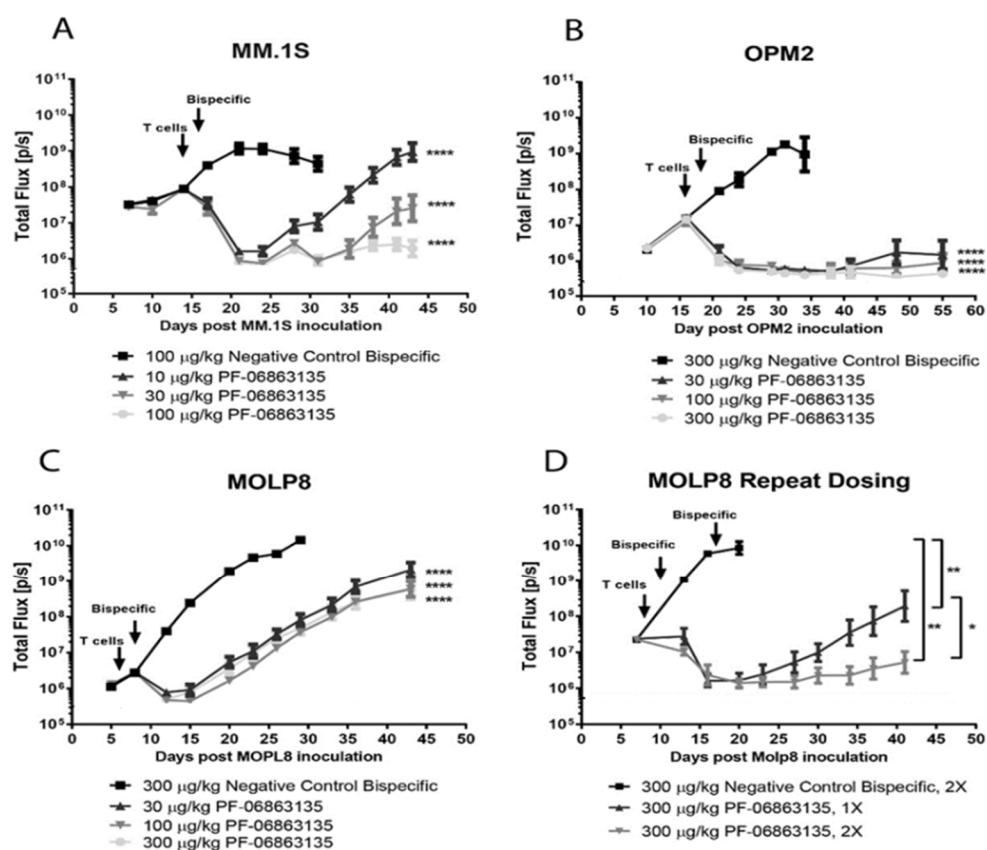 A
MM.1S
10¹¹
10¹⁰
10⁹
10⁸
10⁷
10⁶
10⁵
Total Flux [p/s]
Bispecific
T cells
****
****
****
0 5 10 15 20 25 30 35 40 45 50
Days post MM.1S inoculation
100 µg/kg Negative Control Bispecific
10 µg/kg PF-06863135
30 µg/kg PF-06863135
100 µg/kg PF-06863135
B
OPM2
10¹¹
10¹⁰
10⁹
10⁸
10⁷
10⁶
10⁵
Total Flux [p/s]
Bispecific
T cells
****
****
****
0 5 10 15 20 25 30 35 40 45 50 55 60
Day post OPM2 inoculation
300 µg/kg Negative Control Bispecific
30 µg/kg PF-06863135
100 µg/kg PF-06863135
300 µg/kg PF-06863135
C
MOLP8
10¹¹
10¹⁰
10⁹
10⁸
10⁷
10⁶
10⁵
Total Flux [p/s]
Bispecific
T cells
****
****
****
0 5 10 15 20 25 30 35 40 45 50
Days post MOPL8 inoculation
300 µg/kg Negative Control Bispecific
30 µg/kg PF-06863135
100 µg/kg PF-06863135
300 µg/kg PF-06863135
D
MOLP8 Repeat Dosing
10¹¹
10¹⁰
10⁹
10⁸
10⁷
10⁶
10⁵
Total Flux [p/s]
Bispecific
Bispecific
T cells
**
**
*
0 5 10 15 20 25 30 35 40 45 50
Days post Molp8 inoculation
300 µg/kg Negative Control Bispecific, 2X
300 µg/kg PF-06863135, 1X
300 µg/kg PF-06863135, 2X